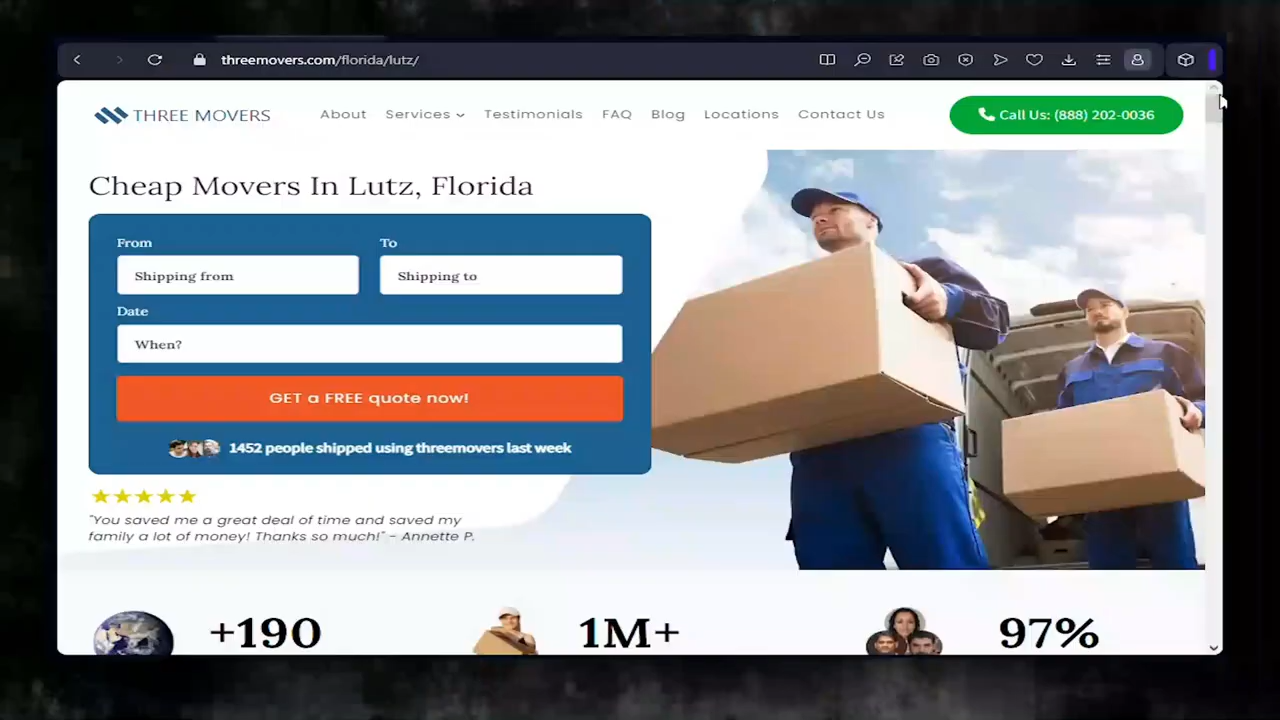 threemovers.com/florida/lutz/
THREE MOVERS
About
Services
Testimonials
FAQ
Blog
Locations
Contact Us
Call Us: (888) 202-0036
Cheap Movers In Lutz, Florida
From
To
Shipping from
Shipping to
Date
When?
GET a FREE quote now!
1452 people shipped using threemovers last week
"You saved me a great deal of time and saved my
family a lot of money! Thanks so much!" - Annette P.
+190
1M+
97%